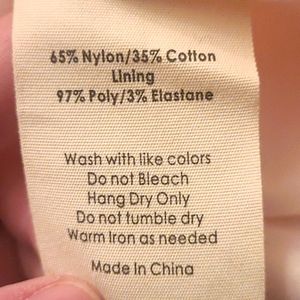 65% Nylon/35% Cotton
Lining
97% Poly/3% Elastane
Wash with like colors
Do not Bleach
Hang Dry Only
Do not tumble dry
Warm Iron as needed
Made In China